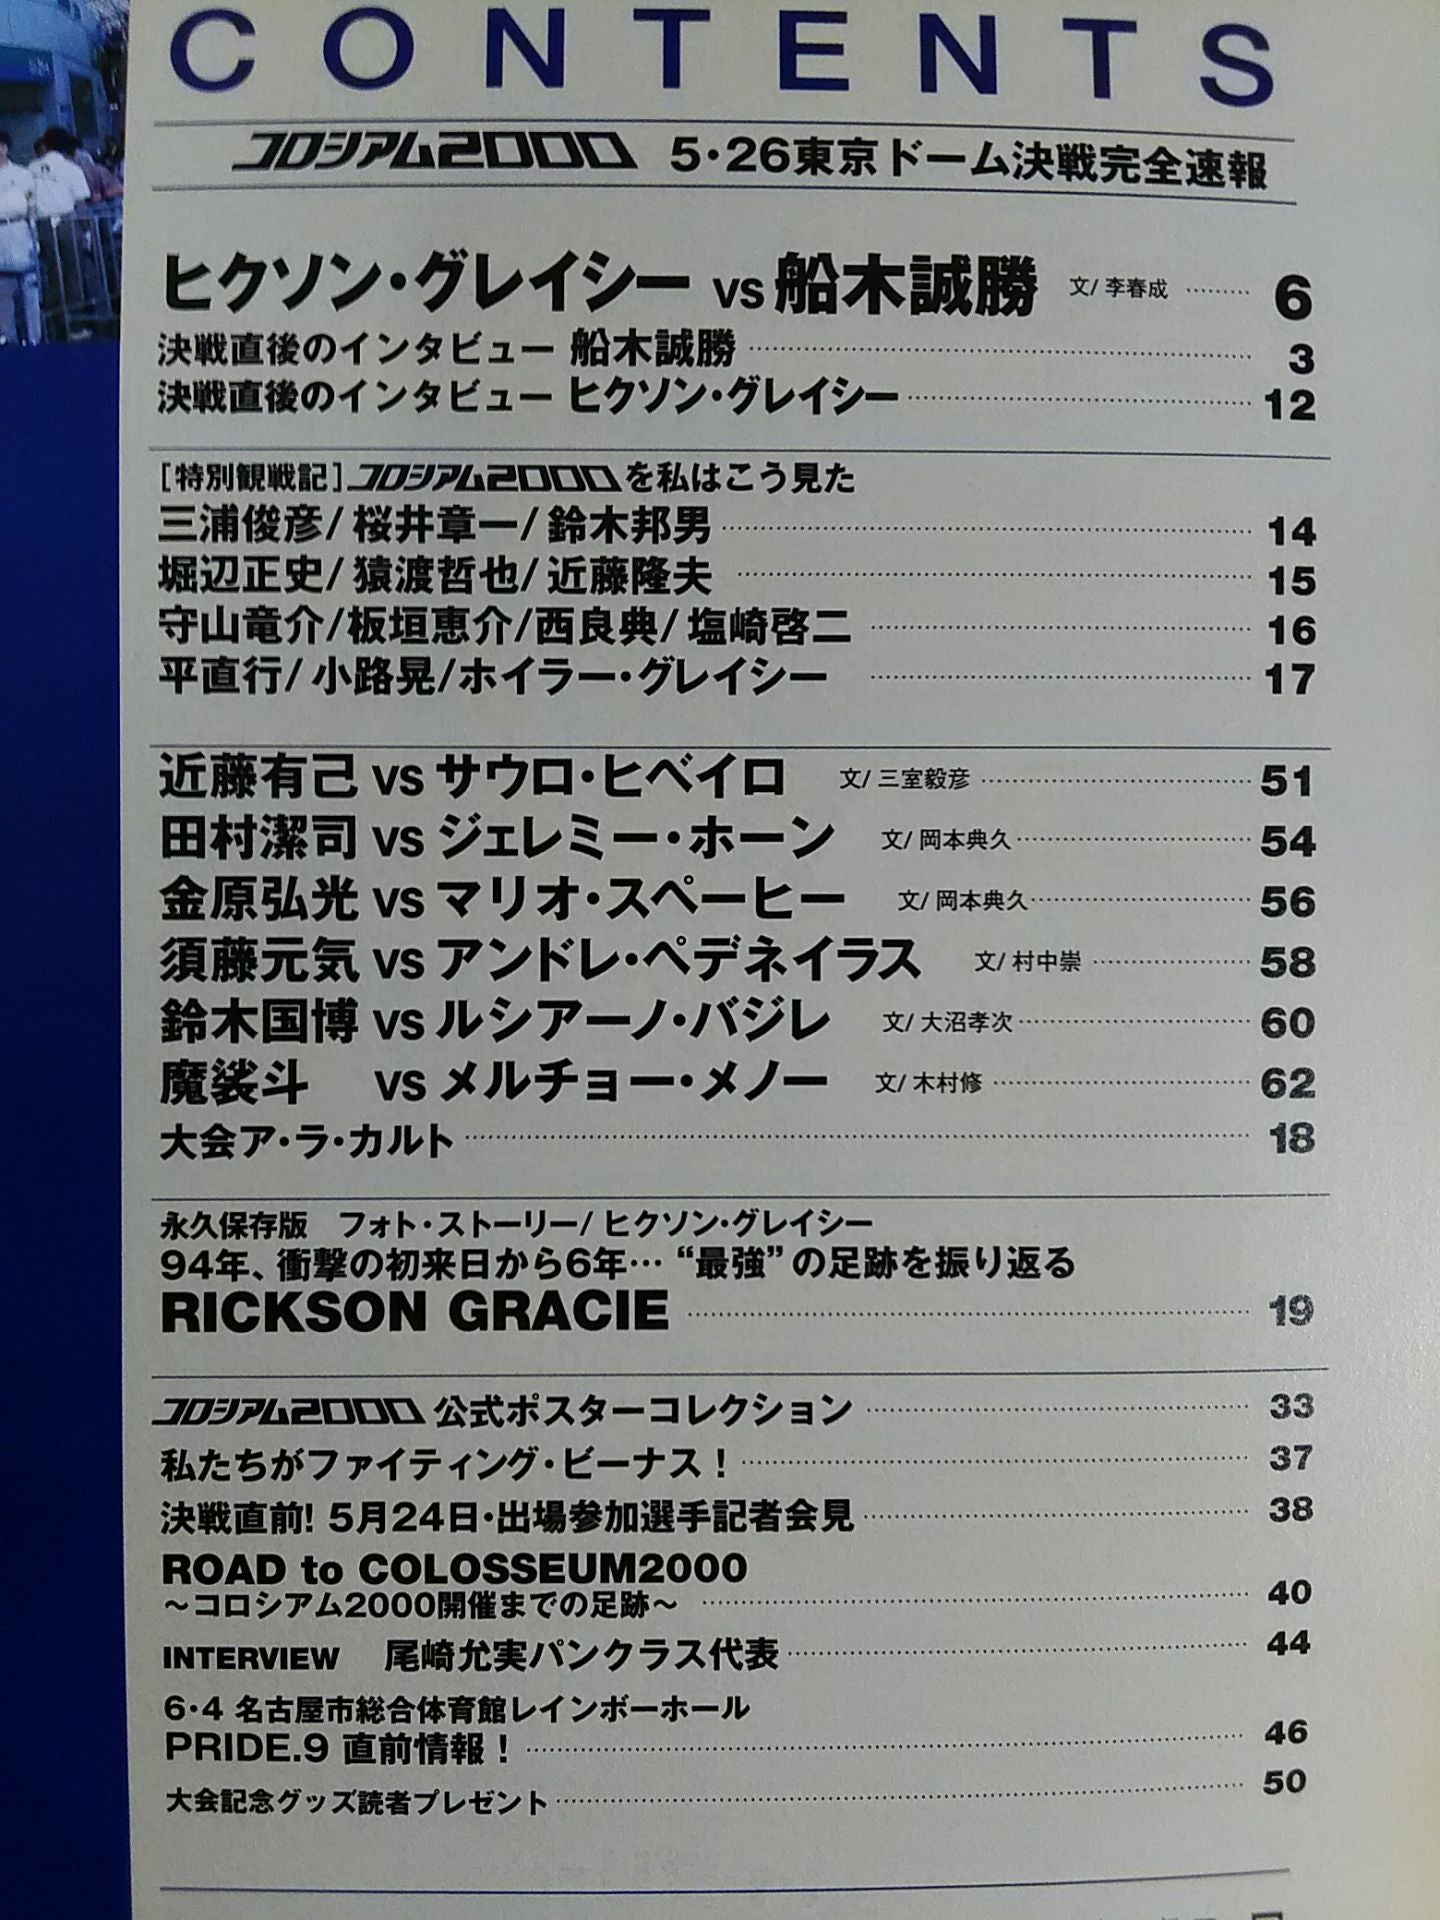 CONTENTS
コロシアム2000 5・26東京ドーム決戦完全速報
ヒクソン・グレイシー vs 船木誠勝 文/李春成 ……… 6
決戦直後のインタビュー 船木誠勝 ……… 3
決戦直後のインタビュー ヒクソン・グレイシー ……… 12
[特別観戦記]コロシアム2000を私はこう見た
三浦俊彦/桜井章一/鈴木邦男 ……… 14
堀辺正史/猿渡哲也/近藤隆夫 ……… 15
守山竜介/板垣恵介/西良典/塩崎啓二 ……… 16
平直行/小路晃/ホイラー・グレイシー ……… 17
近藤有己 vs サウロ・ヒベイロ 文/三室毅彦 ……… 51
田村潔司 vs ジェレミー・ホーン 文/岡本典久 ……… 54
金原弘光 vs マリオ・スペーヒー 文/岡本典久 ……… 56
須藤元気 vs アンドレ・ペデネイラス 文/村中崇 ……… 58
鈴木国博 vs ルシアーノ・バジレ 文/大沼孝次 ……… 60
魔裟斗 vs メルチョー・メノー 文/木村修 ……… 62
大会ア・ラ・カルト ……… 18
永久保存版 フォト・ストーリー/ヒクソン・グレイシー
94年、衝撃の初来日から6年…“最強”の足跡を振り返る
RICKSON GRACIE ……… 19
コロシアム2000 公式ポスターコレクション ……… 33
私たちがファイティング・ビーナス! ……… 37
決戦直前! 5月24日・出場参加選手記者会見 ……… 38
ROAD to COLOSSEUM2000
～コロシアム2000開催までの足跡～ ……… 40
INTERVIEW 尾崎允実パンクラス代表 ……… 44
6・4 名古屋市総合体育館レインボーホール
PRIDE.9 直前情報! ……… 46
大会記念グッズ読者プレゼント ……… 50